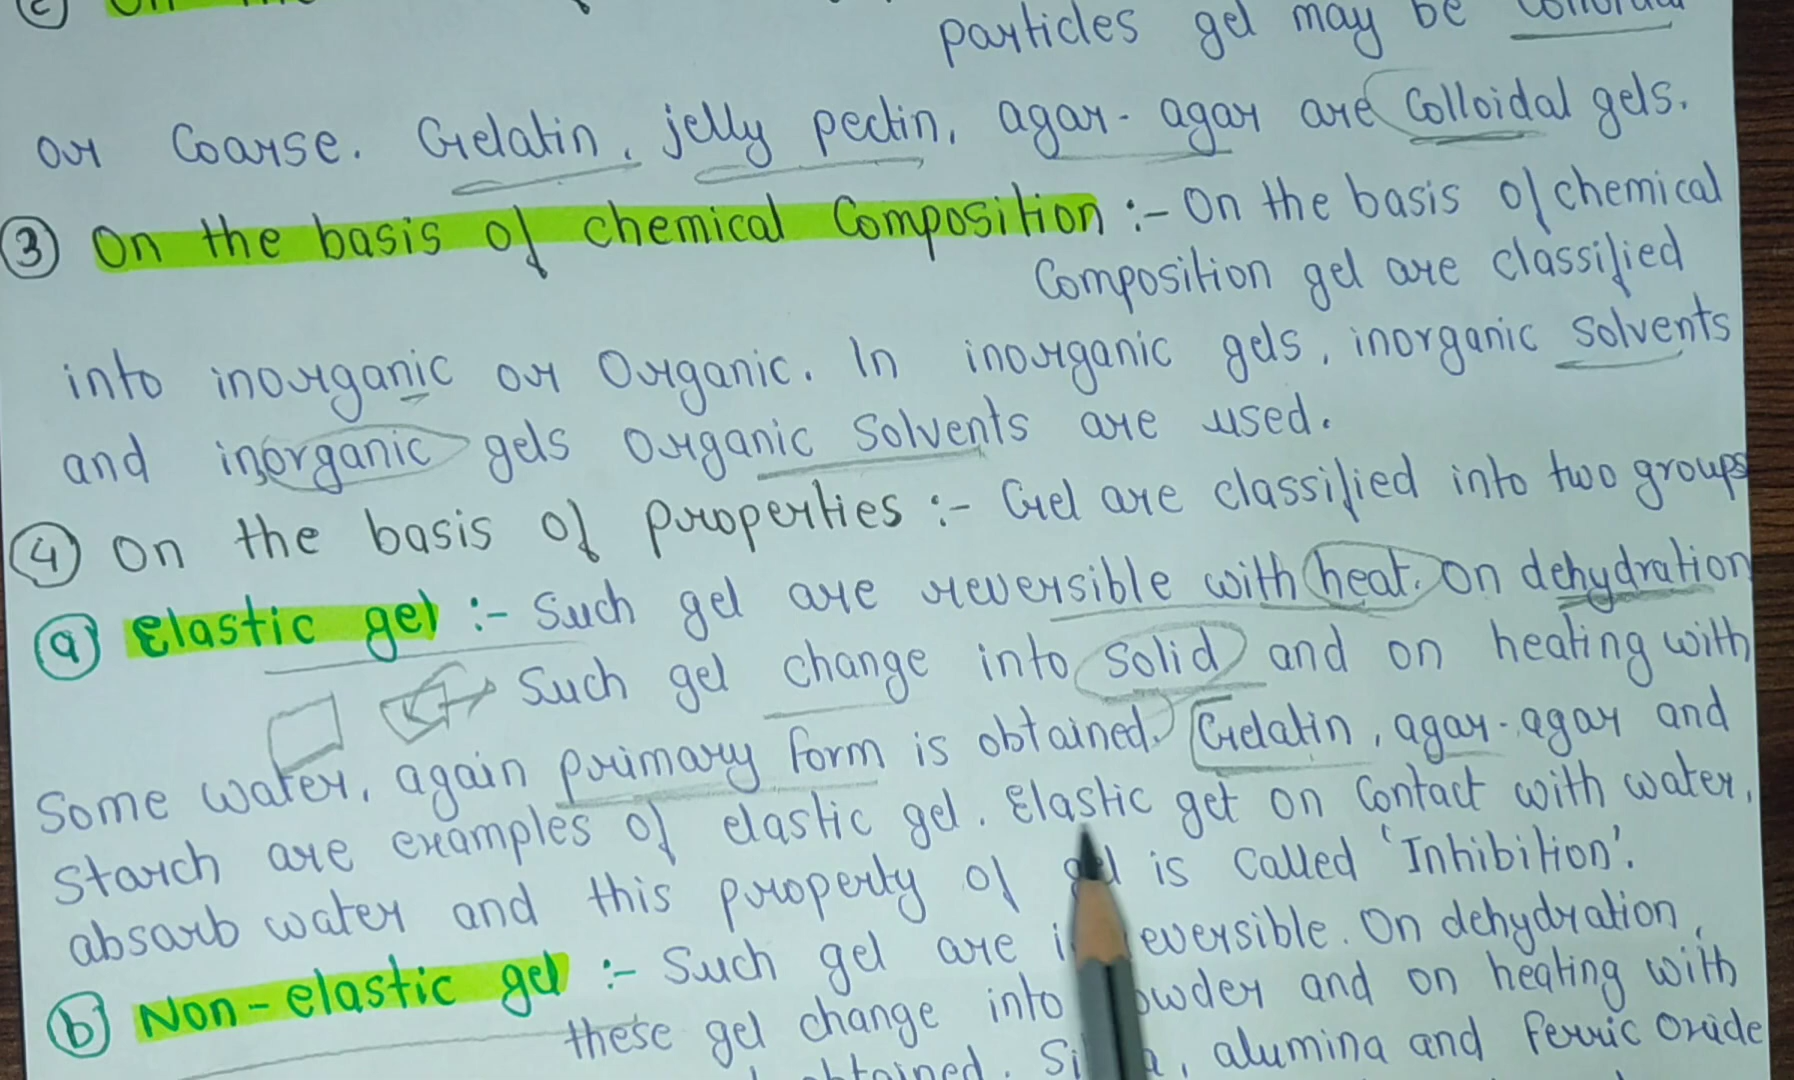 particles gel may be
or coarse. Gelatin, jelly pectin, agar-agar are Colloidal gels.
③ On the basis of chemical Composition :- On the basis of chemical
Composition gel are classified
into inorganic or Organic. In inorganic gels, inorganic solvents
and inorganic gels organic solvents are used.
④ On the basis of properties :- Gel are classified into two groups
ⓐ Elastic gel :- Such gel are reversible with heat. On dehydration
Such gel change into solid and on heating with
Some water, again primary form is obtained. Gelatin, agar-agar and
Starch are examples of elastic gel. Elastic get on Contact with water,
absorb water and this property of gel is Called 'Inhibition'.
ⓑ Non-elastic gel :- Such gel are irreversible. On dehydration,
these gel change into powder and on heating with
obtained. Silica, alumina and Ferric Oxide